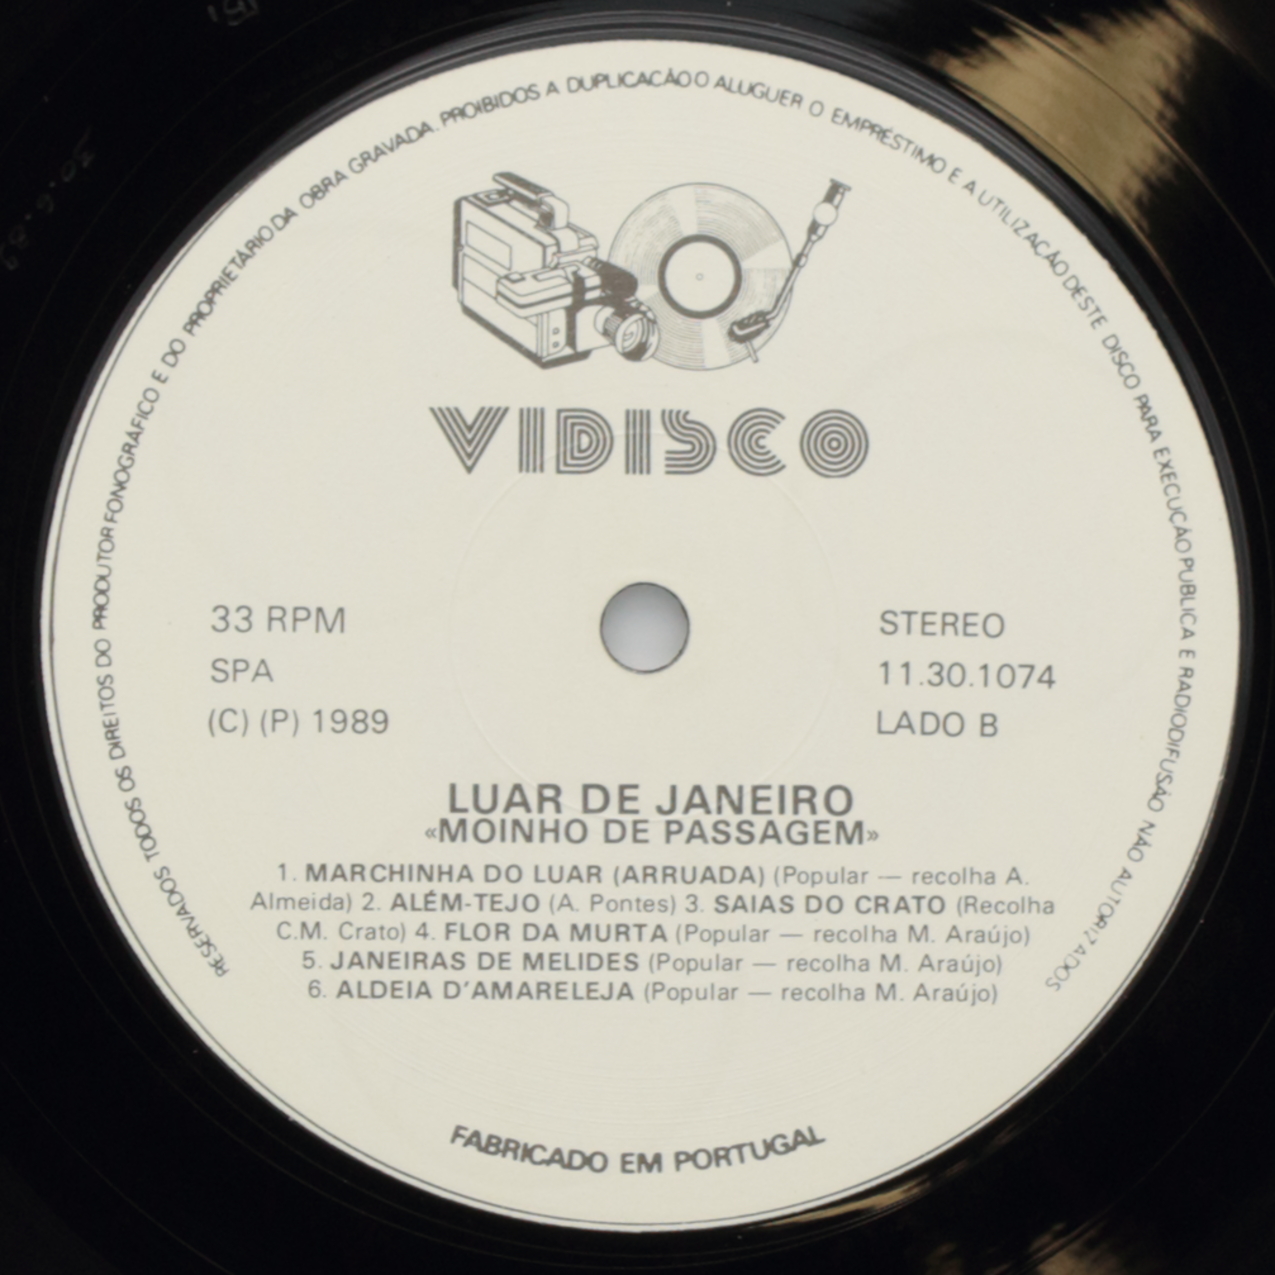 RESERVADOS TODOS OS DIREITOS DO PRODUTOR FONOGRÁFICO E DO PROPRIETÁRIO DA OBRA GRAVADA. PROIBIDOS A DUPLICAÇÃO O ALUGUER O EMPRÉSTIMO E A UTILIZAÇÃO DESTE DISCO PARA EXECUÇÃO PUBLICA E RADIODIFUSÃO NÃO AUTORIZADOS
VIDISCO
33 RPM
SPA
(C) (P) 1989
STEREO
11.30.1074
LADO B
LUAR DE JANEIRO
«MOINHO DE PASSAGEM»
1. MARCHINHA DO LUAR (ARRUADA) (Popular — recolha A.
Almeida) 2. ALÉM-TEJO (A. Pontes) 3. SAIAS DO CRATO (Recolha
C.M. Crato) 4. FLOR DA MURTA (Popular — recolha M. Araújo)
5. JANEIRAS DE MELIDES (Popular — recolha M. Araújo)
6. ALDEIA D'AMARELEJA (Popular — recolha M. Araújo)
FABRICADO EM PORTUGAL